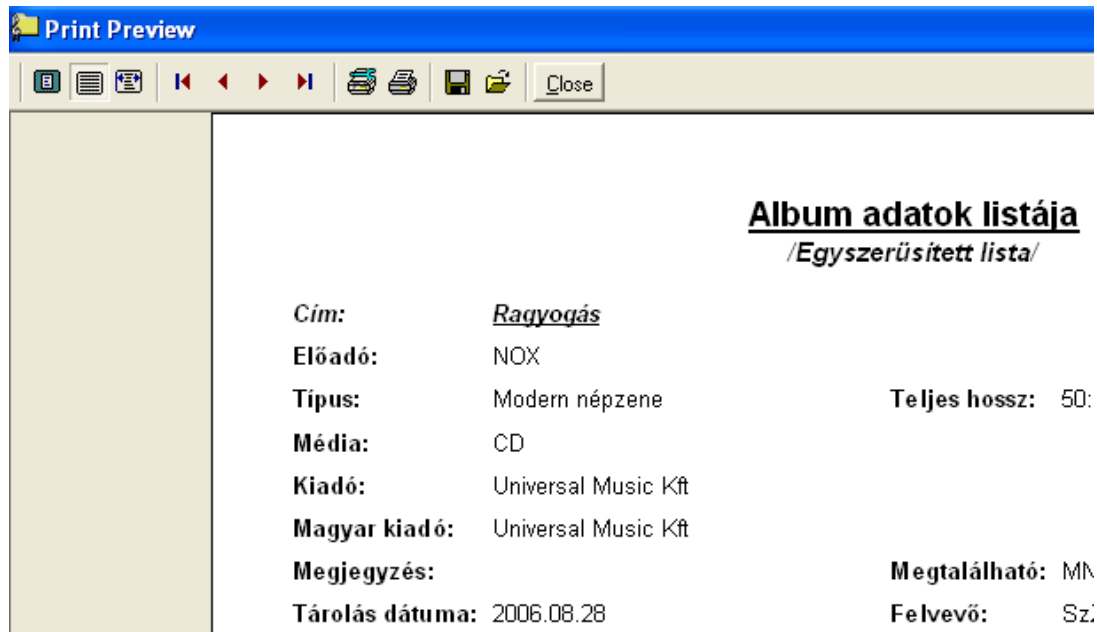 Print Preview
Close
Album adatok listája
/Egyszerüsített lista/
Cím: Ragyogás
Előadó: NOX
Típus: Modern népzene Teljes hossz: 50:
Média: CD
Kiadó: Universal Music Kft
Magyar kiadó: Universal Music Kft
Megjegyzés: Megtalálható:
Tárolás dátuma: 2006.08.28 Felvevő: